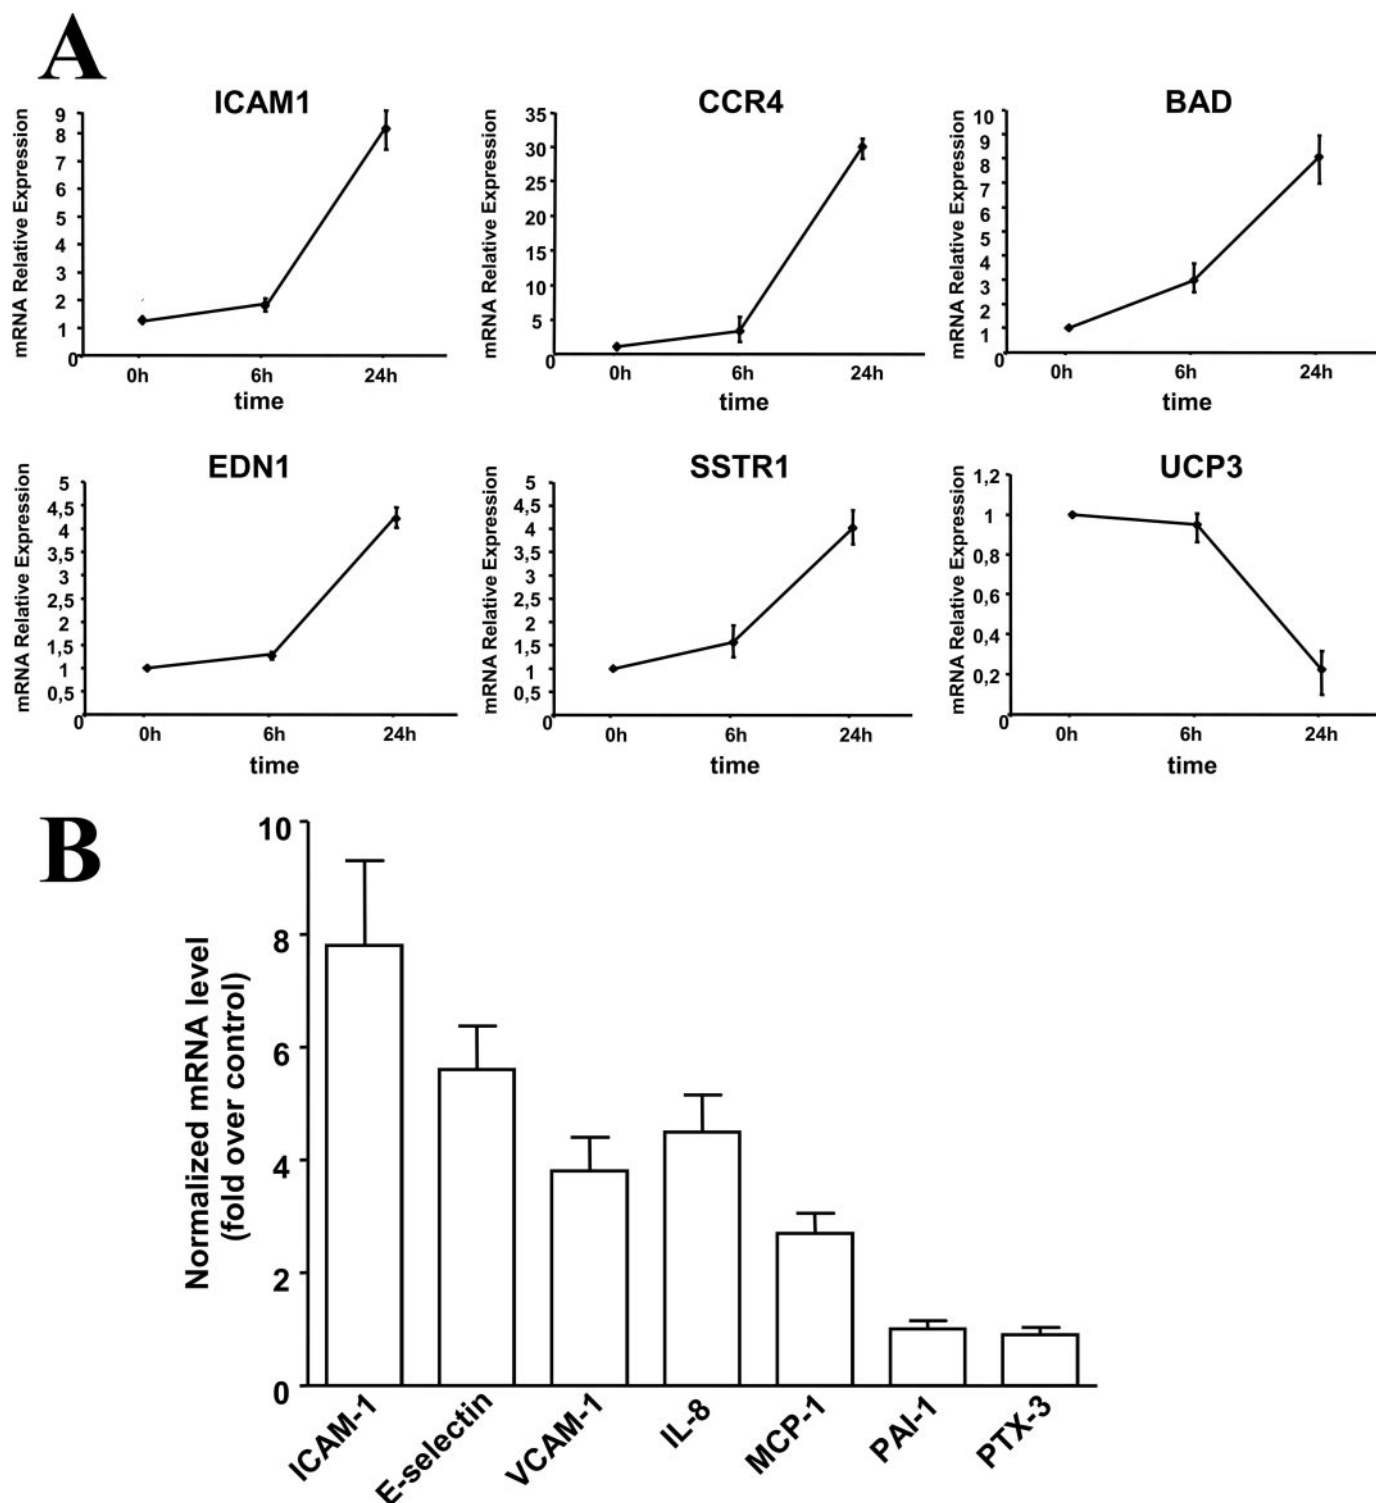 A
ICAM1
mRNA Relative Expression
9
8
7
6
5
4
3
2
1
0
0h 6h 24h
time
CCR4
mRNA Relative Expression
35
30
25
20
15
10
5
0
0h 6h 24h
time
BAD
mRNA Relative Expression
10
9
8
7
6
5
4
3
2
1
0
0h 6h 24h
time
EDN1
mRNA Relative Expression
5
4,5
4
3,5
3
2,5
2
1,5
1
0,5
0
0h 6h 24h
time
SSTR1
mRNA Relative Expression
5
4,5
4
3,5
3
2,5
2
1,5
1
0,5
0
0h 6h 24h
time
UCP3
mRNA Relative Expression
1,2
1
0,8
0,6
0,4
0,2
0
0h 6h 24h
time
B
Normalized mRNA level
(fold over control)
10
8
6
4
2
0
ICAM-1 E-selectin VCAM-1 IL-8 MCP-1 PAI-1 PTX-3